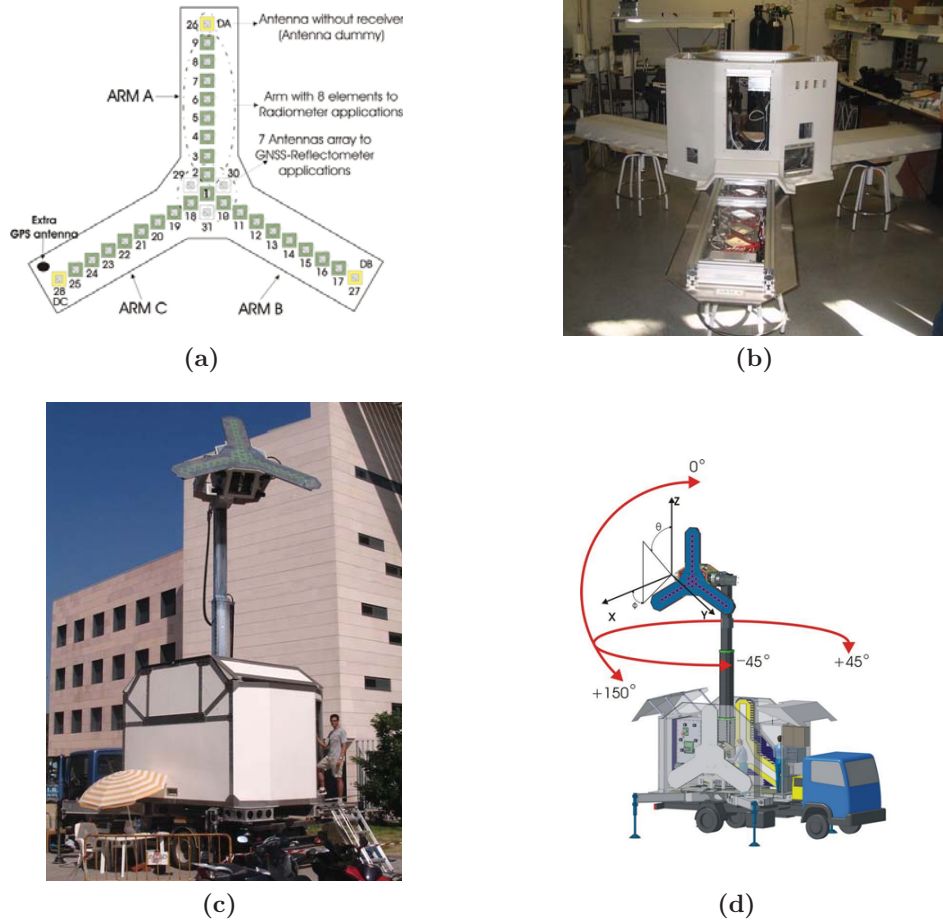 26
DA
Antenna without receiver
(Antenna dummy)
9
8
7
ARM A
6
Arm with 8 elements to
Radiometer applications
5
4
3
7 Antennas array to
GNSS-Reflectometer
applications
2
29
30
1
18
10
31
19
11
20
12
21
13
22
14
23
15
24
16
25
17
Extra
GPS antenna
28
DC
DB
27
ARM C
ARM B
(a)
(b)
0°
Z
θ
φ
X
Y
-45°
+45°
+150°
(c)
(d)